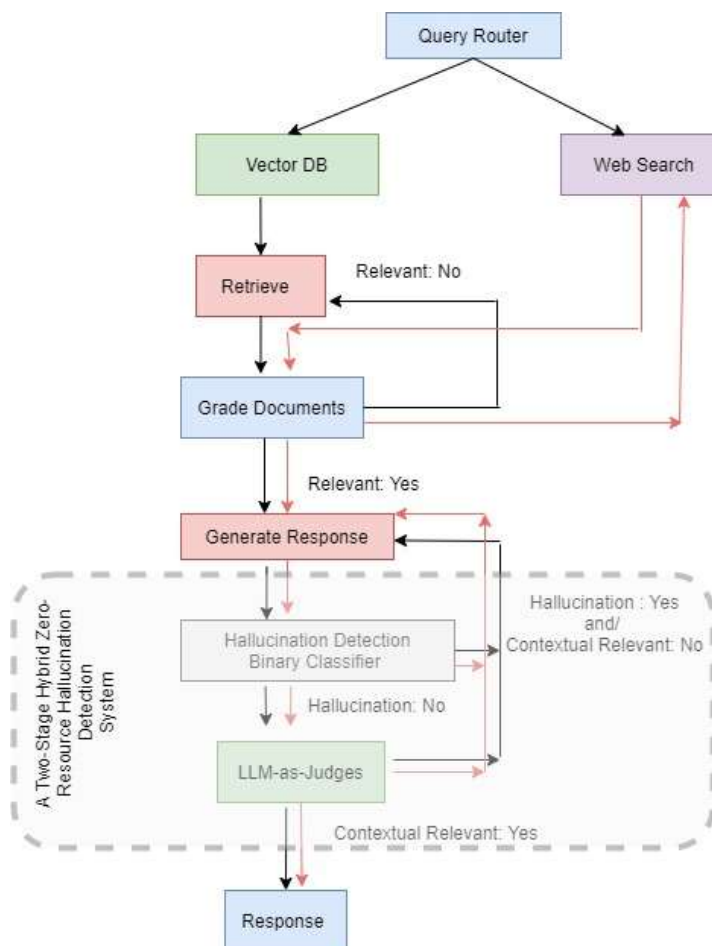 Query Router
Vector DB
Web Search
Relevant: No
Retrieve
Grade Documents
Relevant: Yes
Generate Response
Hallucination : Yes
and/
Contextual Relevant: No
Hallucination Detection
Binary Classifier
Hallucination: No
A Two-Stage Hybrid Zero-
Resource Hallucination
Detection
System
LLM-as-Judges
Contextual Relevant: Yes
Response